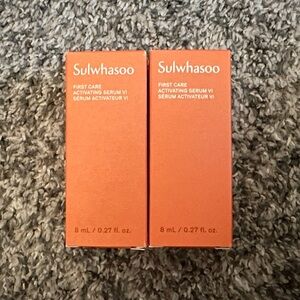 Sulwhasoo
FIRST CARE
ACTIVATING SERUM VI
SÉRUM ACTIVATEUR VI
8 mL / 0.27 fl. oz.
Sulwhasoo
FIRST CARE
ACTIVATING SERUM VI
SÉRUM ACTIVATEUR VI
8 mL / 0.27 fl. oz.